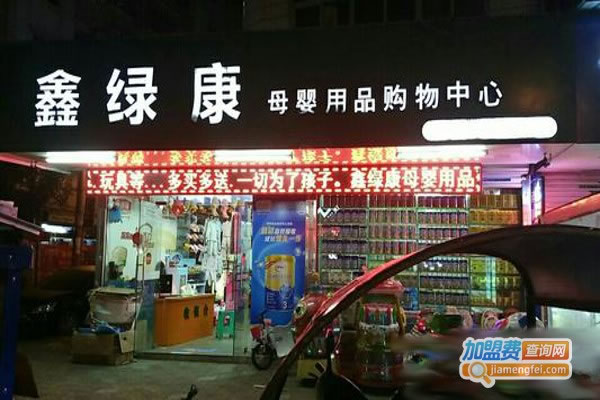 鑫绿康 母婴用品购物中心
玩具等...多买多送 一切为了孩子。鑫绿康母婴用品
加盟费查询网
jiamengfei.com